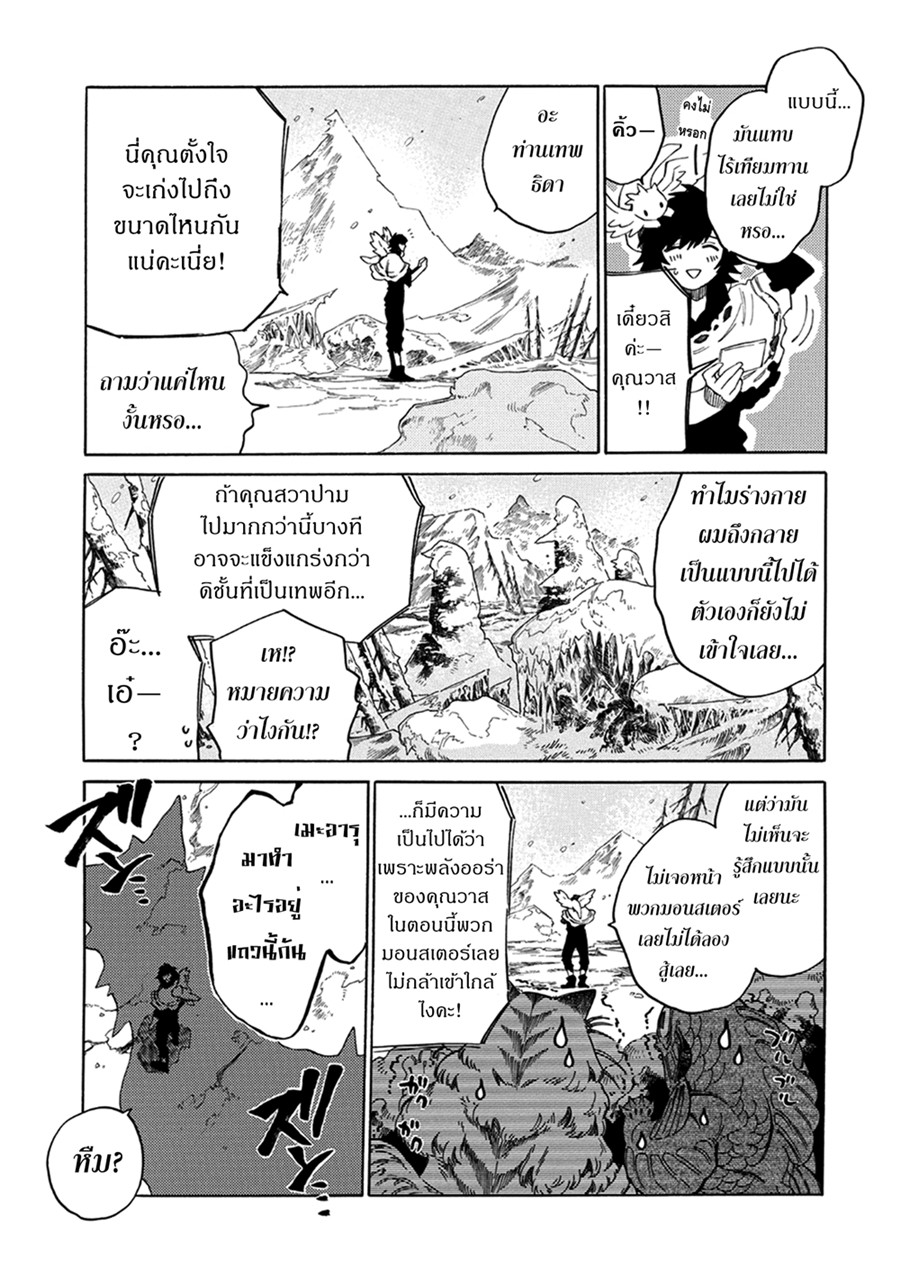 แบบนี้...
มันแทบ
ไร้เทียมทาน
เลยไม่ใช่
หรอ...
คงไม่
หรอก
คิ้ว—
เดี๋ยวสิ
ค่ะ—
คุณวาส
!!
อะ
ท่านเทพ
ธิดา
นี่คุณตั้งใจ
จะเก่งไปถึง
ขนาดไหนกัน
แน่คะเนี่ย!
ถามว่าแค่ไหน
งั้นหรอ...
ทำไมร่างกาย
ผมถึงกลาย
เป็นแบบนี้ไปได้
ตัวเองก็ยังไม่
เข้าใจเลย...
ถ้าคุณสวาปาม
ไปมากกว่านี้บางที
อาจจะแข็งแกร่งกว่า
ดิชั้นที่เป็นเทพอีก...
เห!?
หมายความ
ว่าไงกัน!?
อ๊ะ...
เอ๋—
?
แต่ว่ามัน
ไม่เห็นจะ
รู้สึกแบบนั้น
เลยนะ
ไม่เจอหน้า
พวกมอนสเตอร์
เลยไม่ได้ลอง
สู้เลย...
...ก็มีความ
เป็นไปได้ว่า
เพราะพลังออร่า
ของคุณวาส
ในตอนนี้พวก
มอนสเตอร์เลย
ไม่กล้าเข้าใกล้
ไงคะ!
ブルブル
ガクガク
เมะอารุ
...
มาทำ
อะไรอยู่
แถวนี้กัน
...
ズン
ズン
หืม?